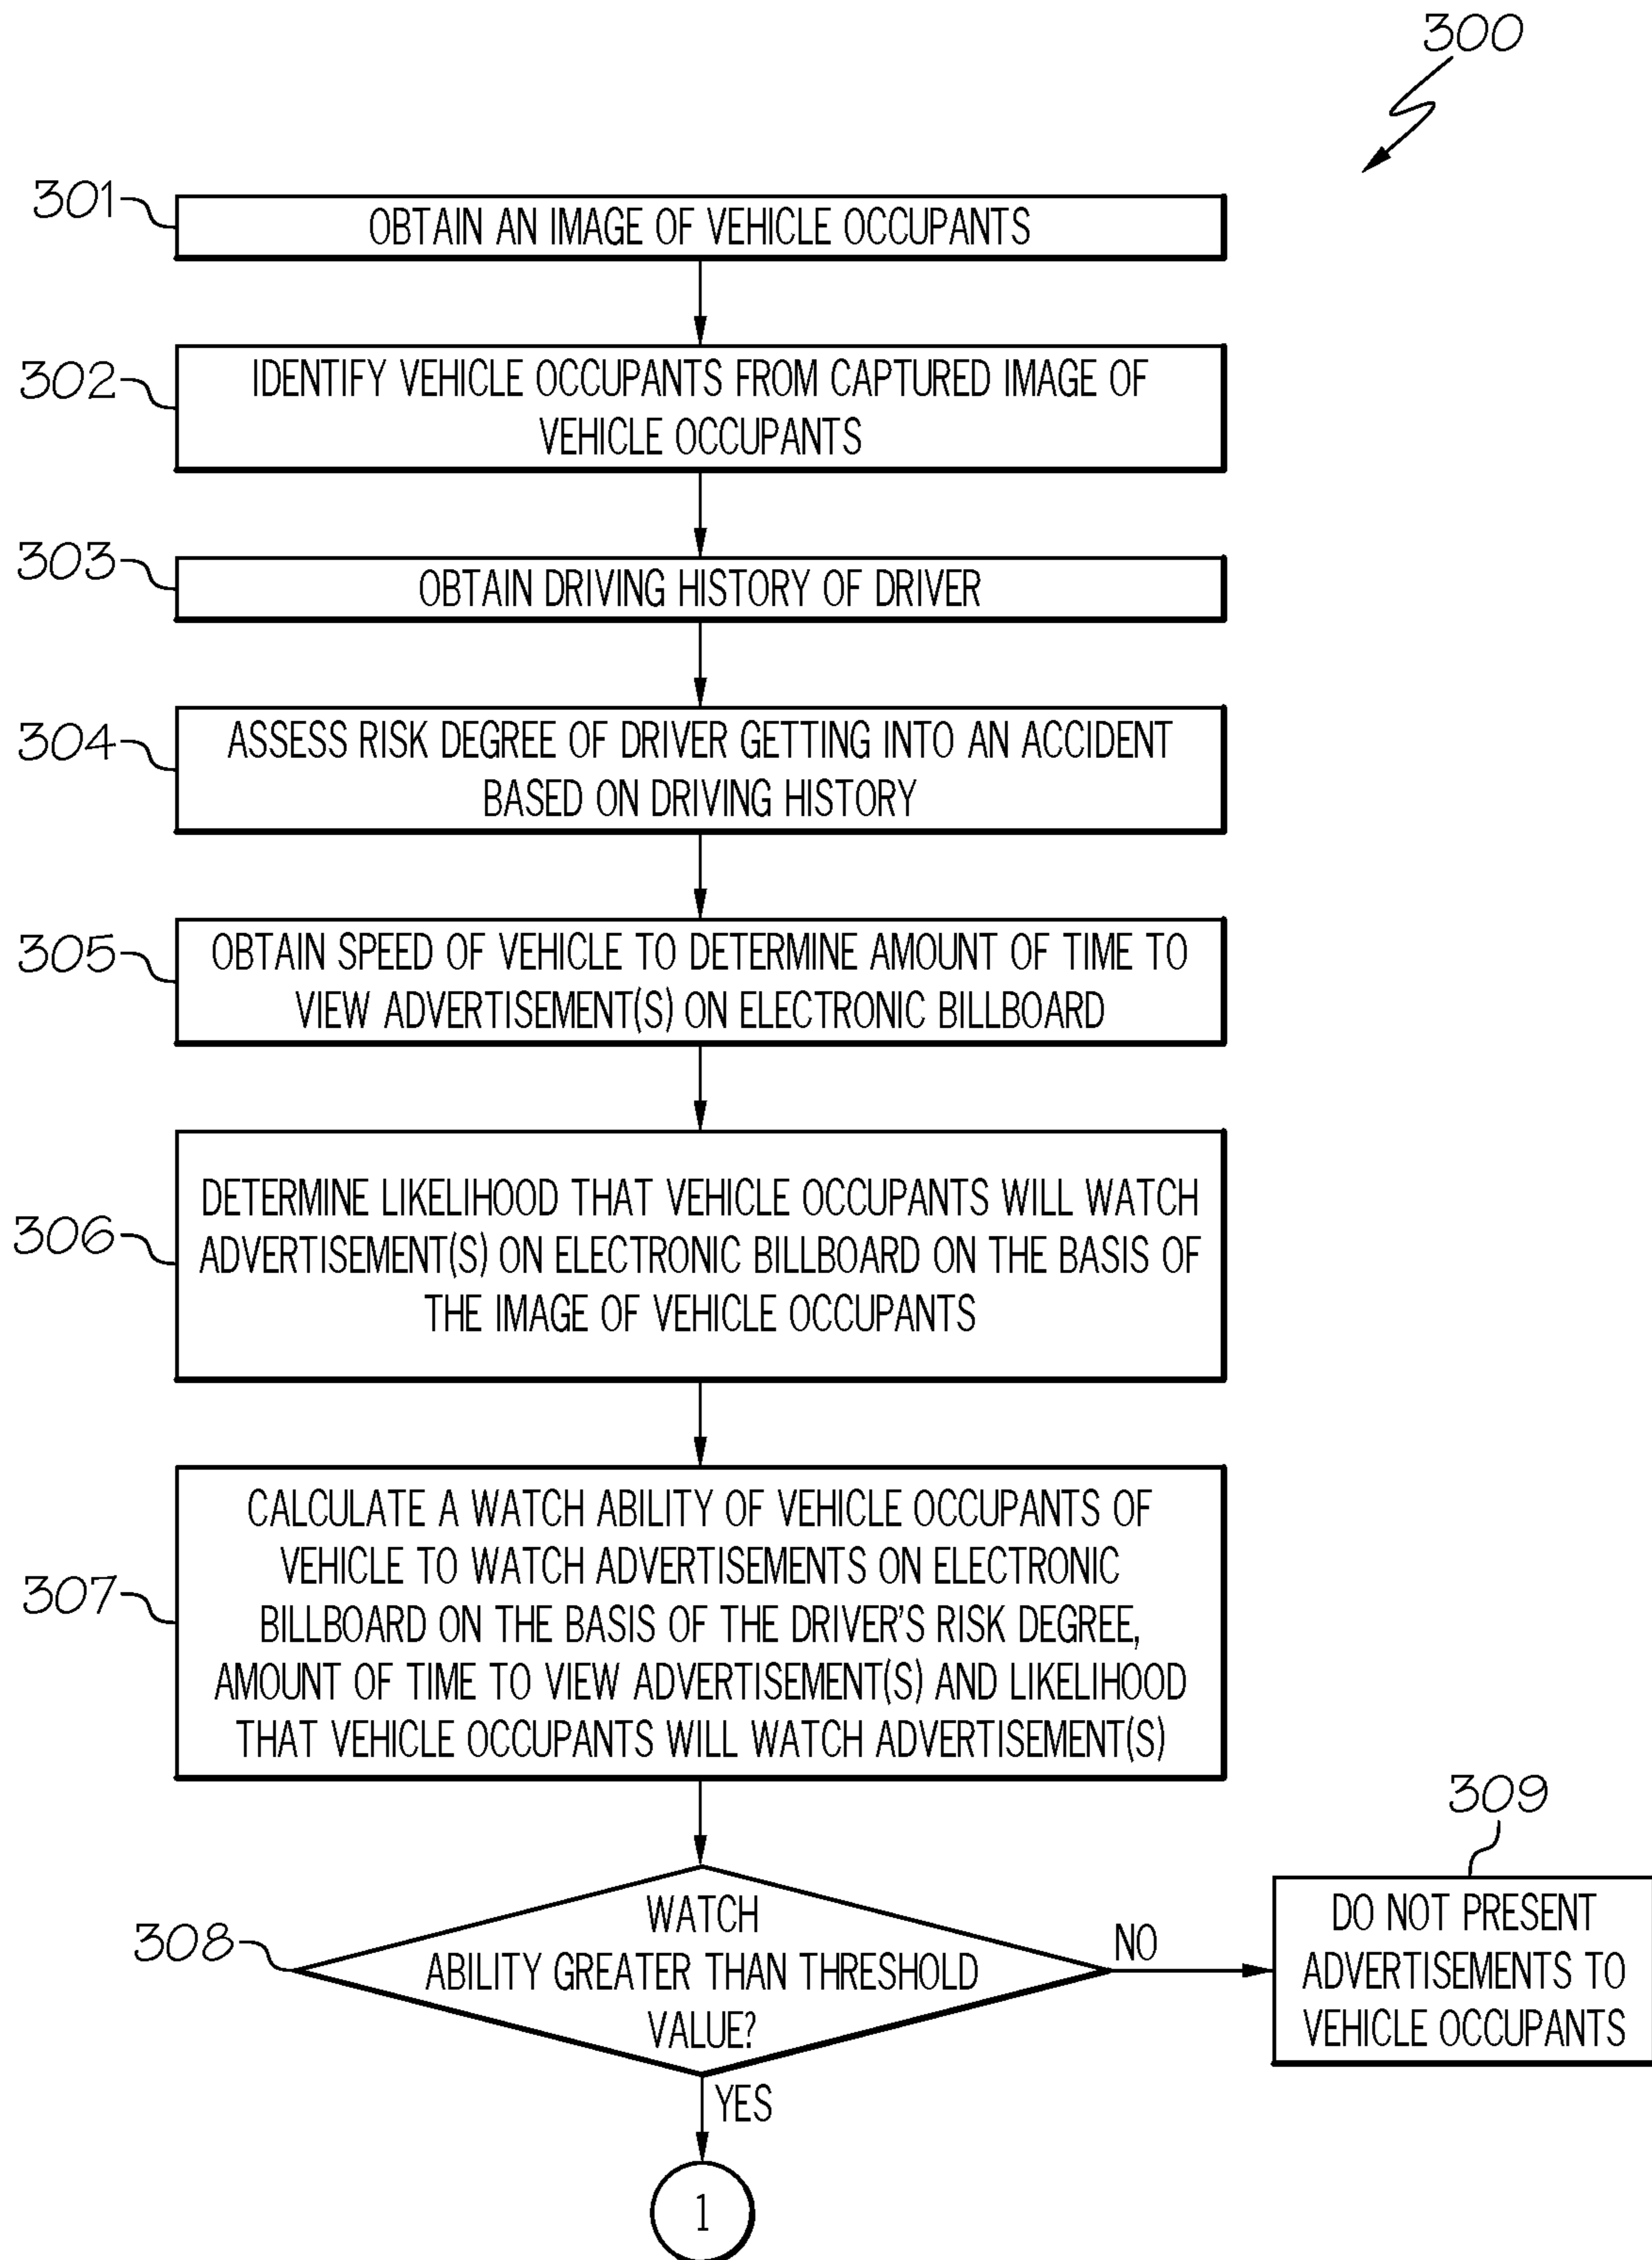 300
301
OBTAIN AN IMAGE OF VEHICLE OCCUPANTS
302
IDENTIFY VEHICLE OCCUPANTS FROM CAPTURED IMAGE OF
VEHICLE OCCUPANTS
303
OBTAIN DRIVING HISTORY OF DRIVER
304
ASSESS RISK DEGREE OF DRIVER GETTING INTO AN ACCIDENT
BASED ON DRIVING HISTORY
305
OBTAIN SPEED OF VEHICLE TO DETERMINE AMOUNT OF TIME TO
VIEW ADVERTISEMENT(S) ON ELECTRONIC BILLBOARD
306
DETERMINE LIKELIHOOD THAT VEHICLE OCCUPANTS WILL WATCH
ADVERTISEMENT(S) ON ELECTRONIC BILLBOARD ON THE BASIS OF
THE IMAGE OF VEHICLE OCCUPANTS
307
CALCULATE A WATCH ABILITY OF VEHICLE OCCUPANTS OF
VEHICLE TO WATCH ADVERTISEMENTS ON ELECTRONIC
BILLBOARD ON THE BASIS OF THE DRIVER'S RISK DEGREE,
AMOUNT OF TIME TO VIEW ADVERTISEMENT(S) AND LIKELIHOOD
THAT VEHICLE OCCUPANTS WILL WATCH ADVERTISEMENT(S)
308
WATCH
ABILITY GREATER THAN THRESHOLD
VALUE?
NO
309
DO NOT PRESENT
ADVERTISEMENTS TO
VEHICLE OCCUPANTS
YES
1